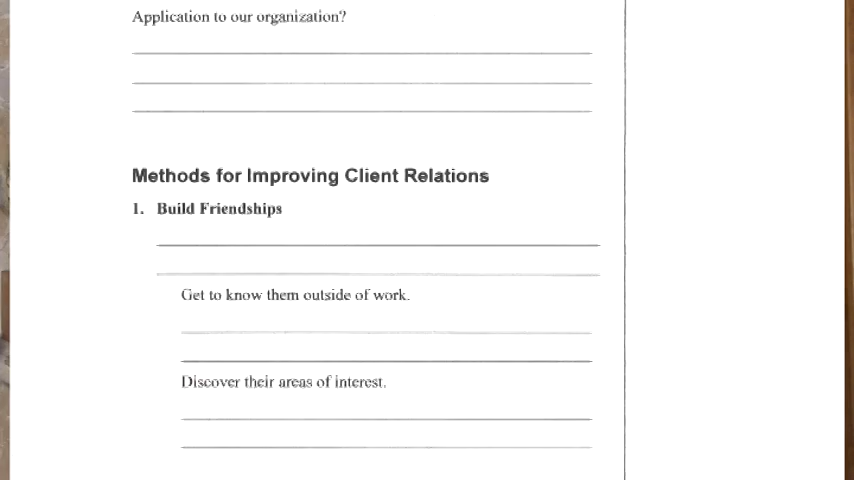 Application to our organization?
Methods for Improving Client Relations
1. Build Friendships
Get to know them outside of work.
Discover their areas of interest.